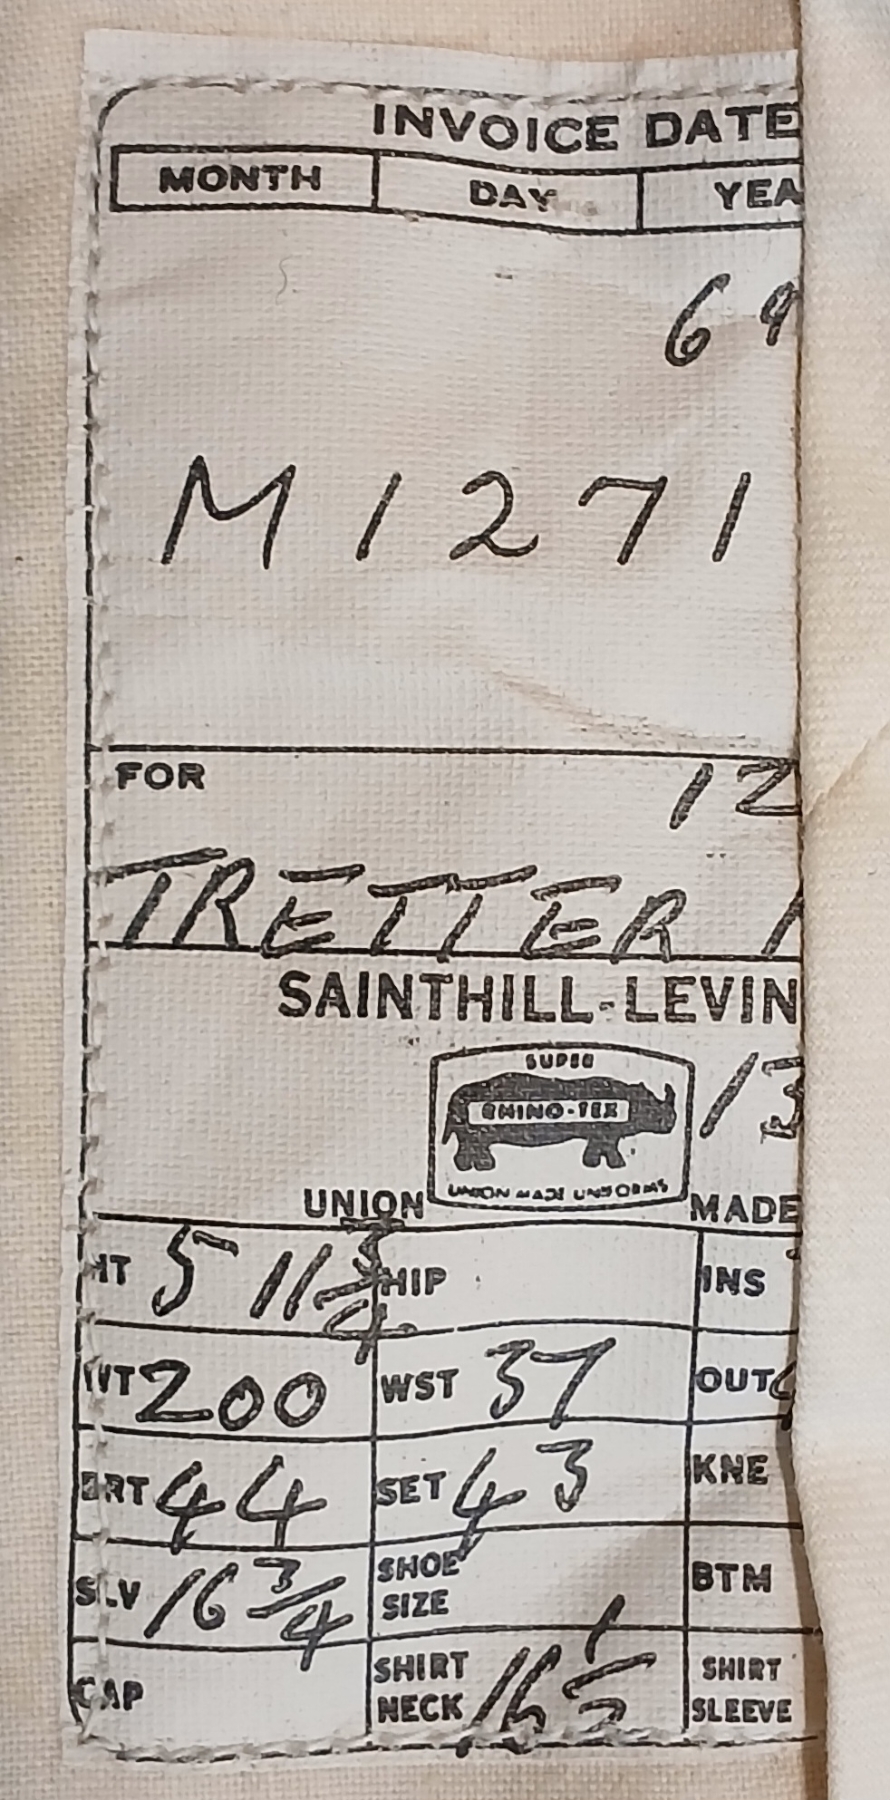 INVOICE DATE
MONTH DAY YEA
69
M1271
FOR 12
TRETTER
SAINTHILL-LEVIN
SUPER
RHINO-TEX
13
UNION MADE UNIFORMS
UNION MADE
HT 5 11 3/4 HIP INS
WT 200 WST 37 OUT
BRT 44 SET 43 KNE
SLV 16 3/4 SHOE SIZE BTM
CAP SHIRT NECK 16 1/2 SHIRT SLEEVE